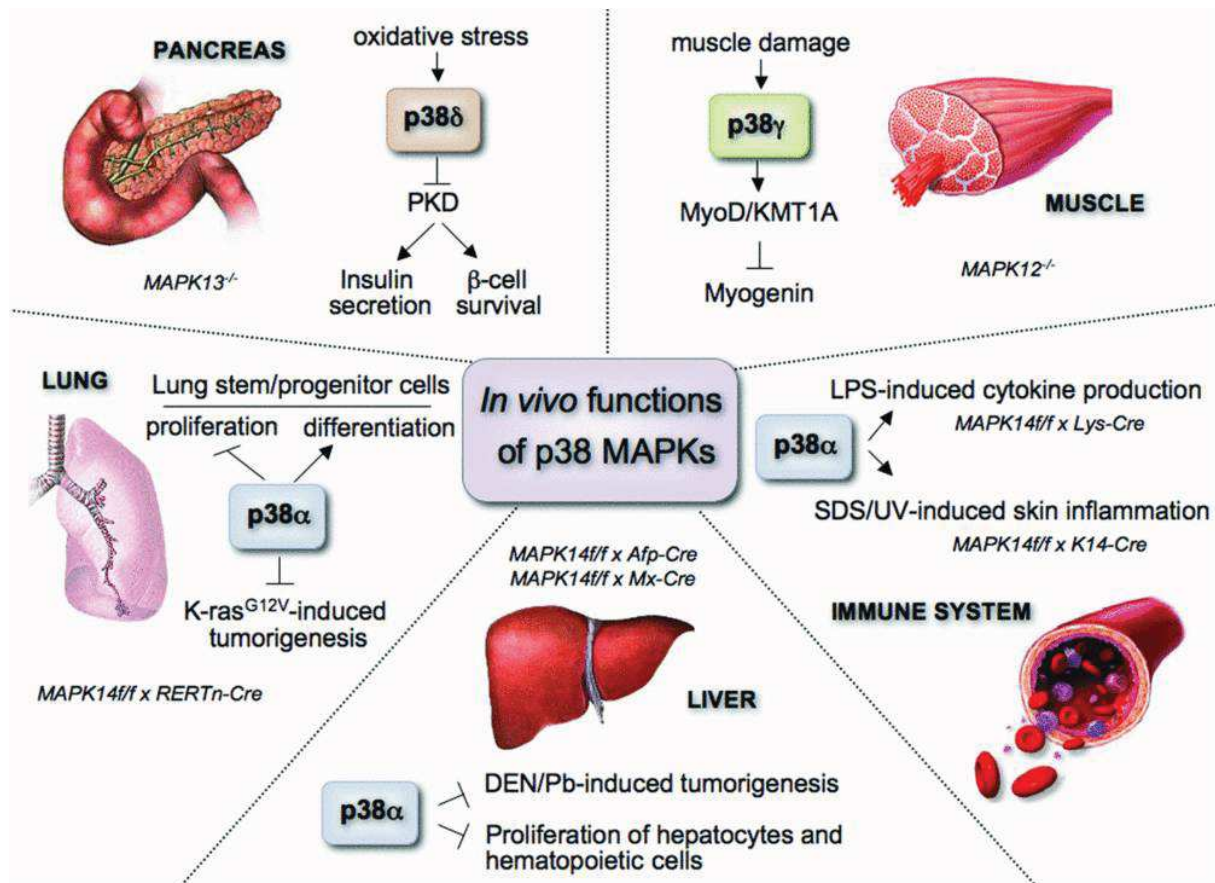 PANCREAS
oxidative stress
p38δ
PKD
Insulin
secretion
β-cell
survival
MAPK13-/-
muscle damage
p38γ
MyoD/KMT1A
Myogenin
MUSCLE
MAPK12-/-
LUNG
Lung stem/progenitor cells
proliferation
differentiation
p38α
K-rasG12V-induced
tumorigenesis
MAPK14f/f x RERTn-Cre
In vivo functions
of p38 MAPKs
p38α
LPS-induced cytokine production
MAPK14f/f x Lys-Cre
SDS/UV-induced skin inflammation
MAPK14f/f x K14-Cre
IMMUNE SYSTEM
MAPK14f/f x Afp-Cre
MAPK14f/f x Mx-Cre
LIVER
p38α
DEN/Pb-induced tumorigenesis
Proliferation of hepatocytes and
hematopoietic cells